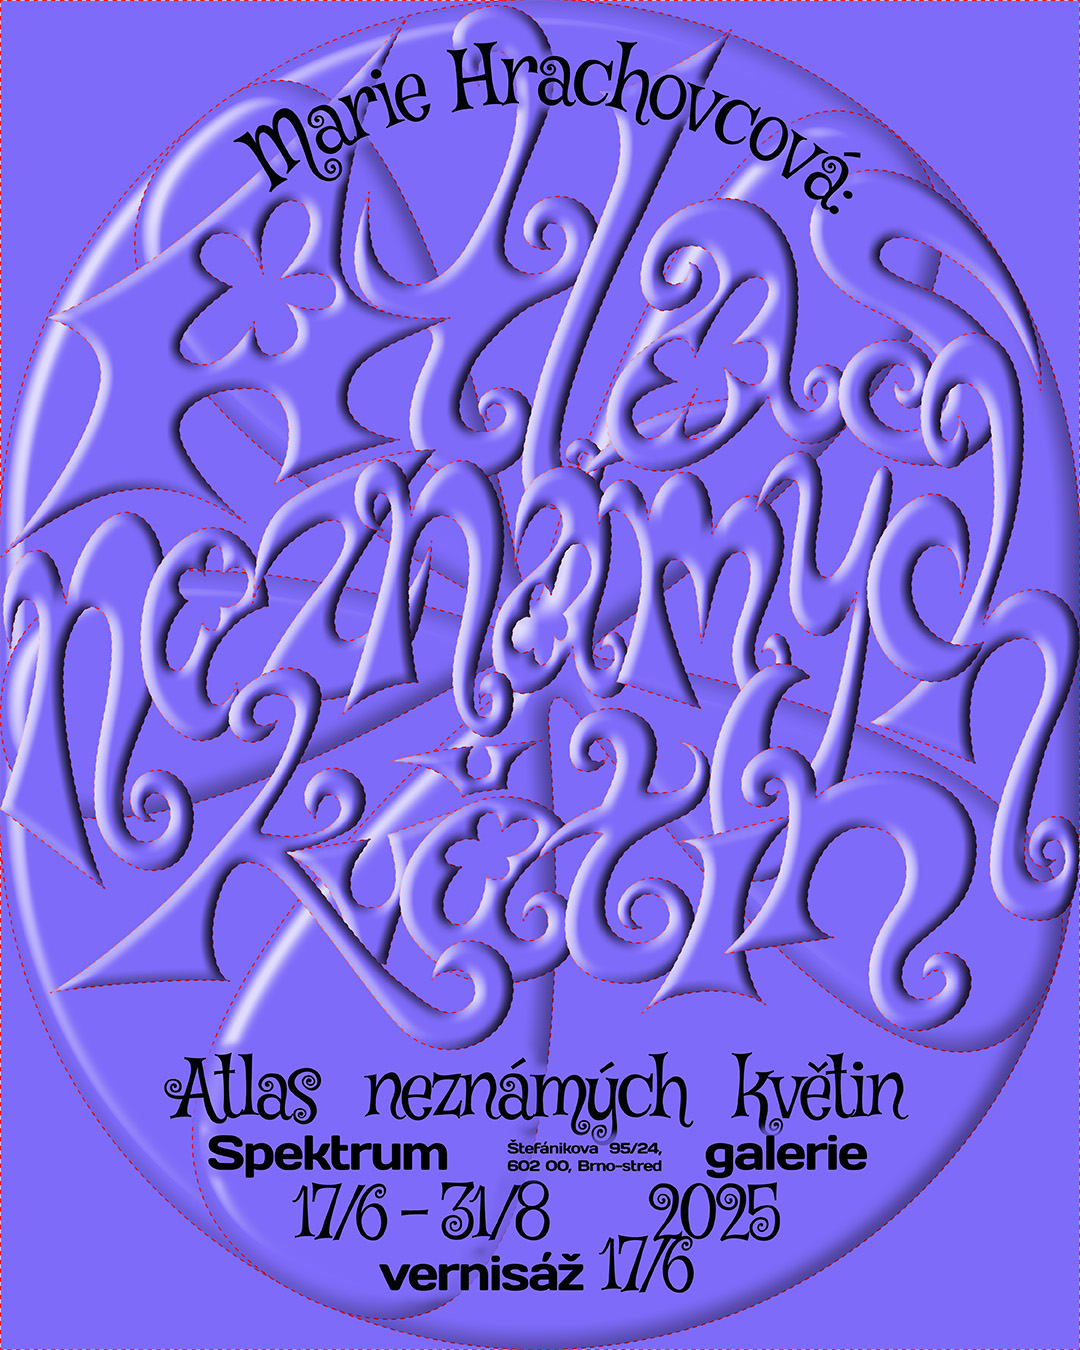 Marie Hrachovcová:
Atlas
neznámých
květin
Atlas neznámých květin
Spektrum Štefánikova 95/24, galerie
602 00, Brno-stred
17/6 – 31/8 2025
vernisáž 17/6